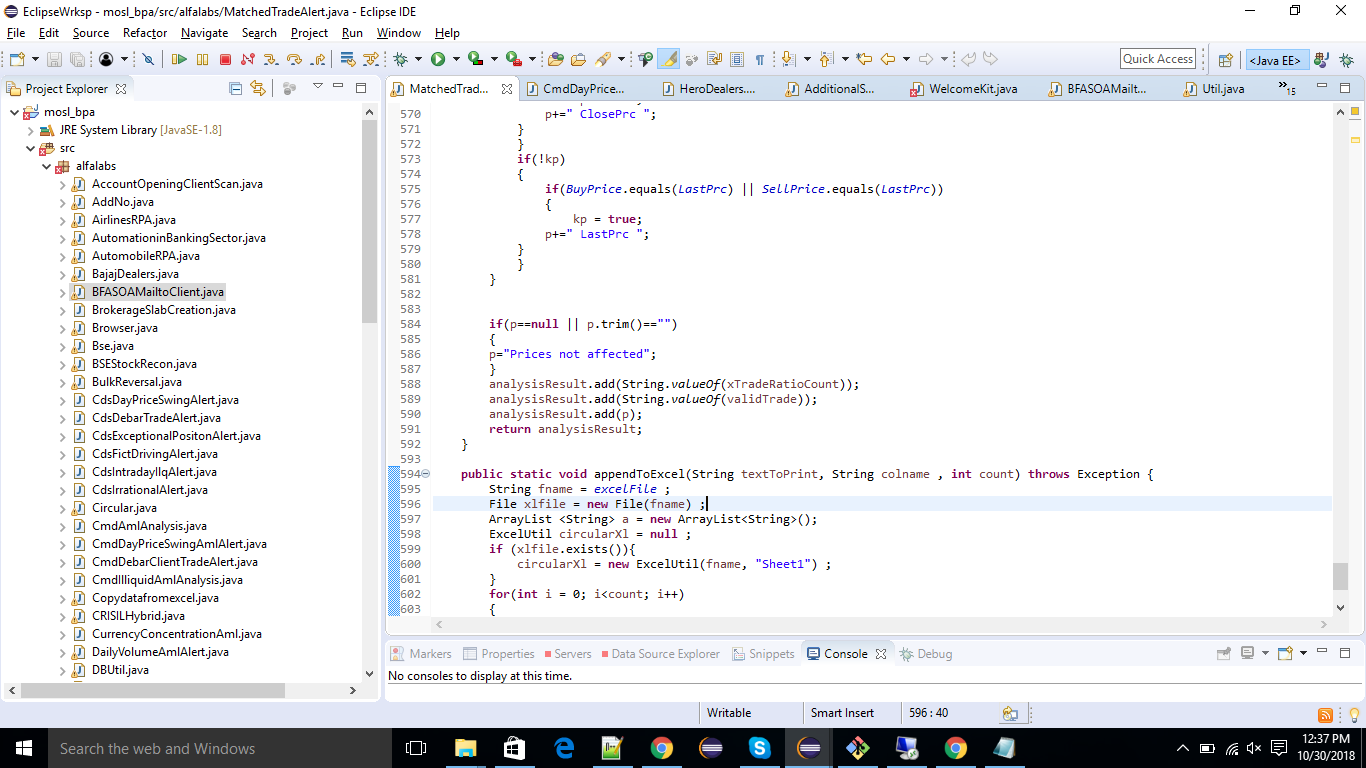 EclipseWrksp - mosl_bpa/src/alfalabs/MatchedTradeAlert.java - Eclipse IDE
File Edit Source Refactor Navigate Search Project Run Window Help
Quick Access
<Java EE>
Project Explorer
MatchedTrad... CmdDayPrice... HeroDealers.... AdditionalS... WelcomeKit.java BFASOAMailt... Util.java »15
mosl_bpa
JRE System Library [JavaSE-1.8]
src
alfalabs
AccountOpeningClientScan.java
AddNo.java
AirlinesRPA.java
AutomationinBankingSector.java
AutomobileRPA.java
BajajDealers.java
BFASOAMailtoClient.java
BrokerageSlabCreation.java
Browser.java
Bse.java
BSEStockRecon.java
BulkReversal.java
CdsDayPriceSwingAlert.java
CdsDebarTradeAlert.java
CdsExceptionalPositonAlert.java
CdsFictDrivingAlert.java
CdsIntradayIlqAlert.java
CdsIrrationalAlert.java
Circular.java
CmdAmlAnalysis.java
CmdDayPriceSwingAmlAlert.java
CmdDebarClientTradeAlert.java
CmdIlliquidAmlAnalysis.java
Copydatafromexcel.java
CRISILHybrid.java
CurrencyConcentrationAml.java
DailyVolumeAmlAlert.java
DBUtil.java
570 p+=" ClosePrc ";
571 }
572 }
573 if(!kp)
574 {
575 if(BuyPrice.equals(LastPrc) || SellPrice.equals(LastPrc))
576 {
577 kp = true;
578 p+=" LastPrc ";
579 }
580 }
581 }
582
583
584 if(p==null || p.trim()=="")
585 {
586 p="Prices not affected";
587 }
588 analysisResult.add(String.valueOf(xTradeRatioCount));
589 analysisResult.add(String.valueOf(validTrade));
590 analysisResult.add(p);
591 return analysisResult;
592 }
593
594 public static void appendToExcel(String textToPrint, String colname , int count) throws Exception {
595 String fname = excelFile ;
596 File xlfile = new File(fname) ;
597 ArrayList <String> a = new ArrayList<String>();
598 ExcelUtil circularXl = null ;
599 if (xlfile.exists()){
600 circularXl = new ExcelUtil(fname, "Sheet1") ;
601 }
602 for(int i = 0; i<count; i++)
603 {
Markers Properties Servers Data Source Explorer Snippets Console Debug
No consoles to display at this time.
Writable Smart Insert 596 : 40
Search the web and Windows
12:37 PM
10/30/2018